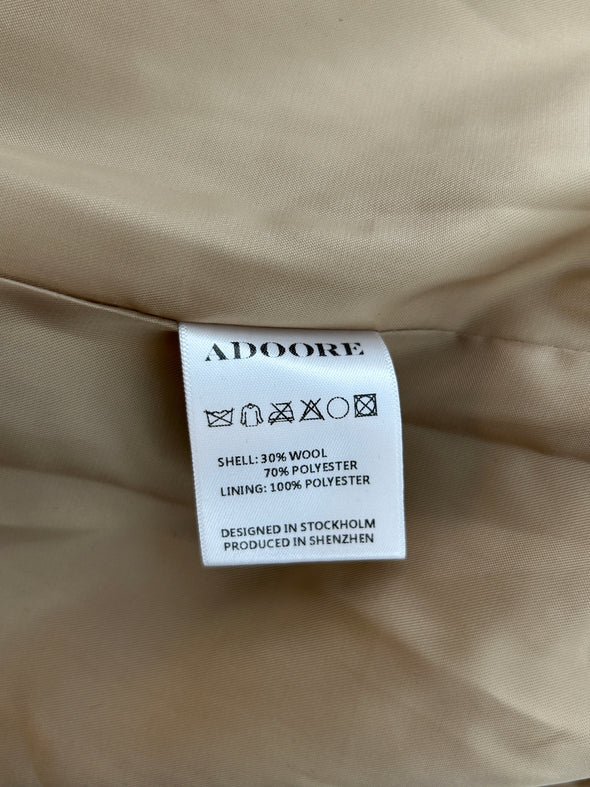 ADOORE
SHELL: 30% WOOL
70% POLYESTER
LINING: 100% POLYESTER
DESIGNED IN STOCKHOLM
PRODUCED IN SHENZHEN